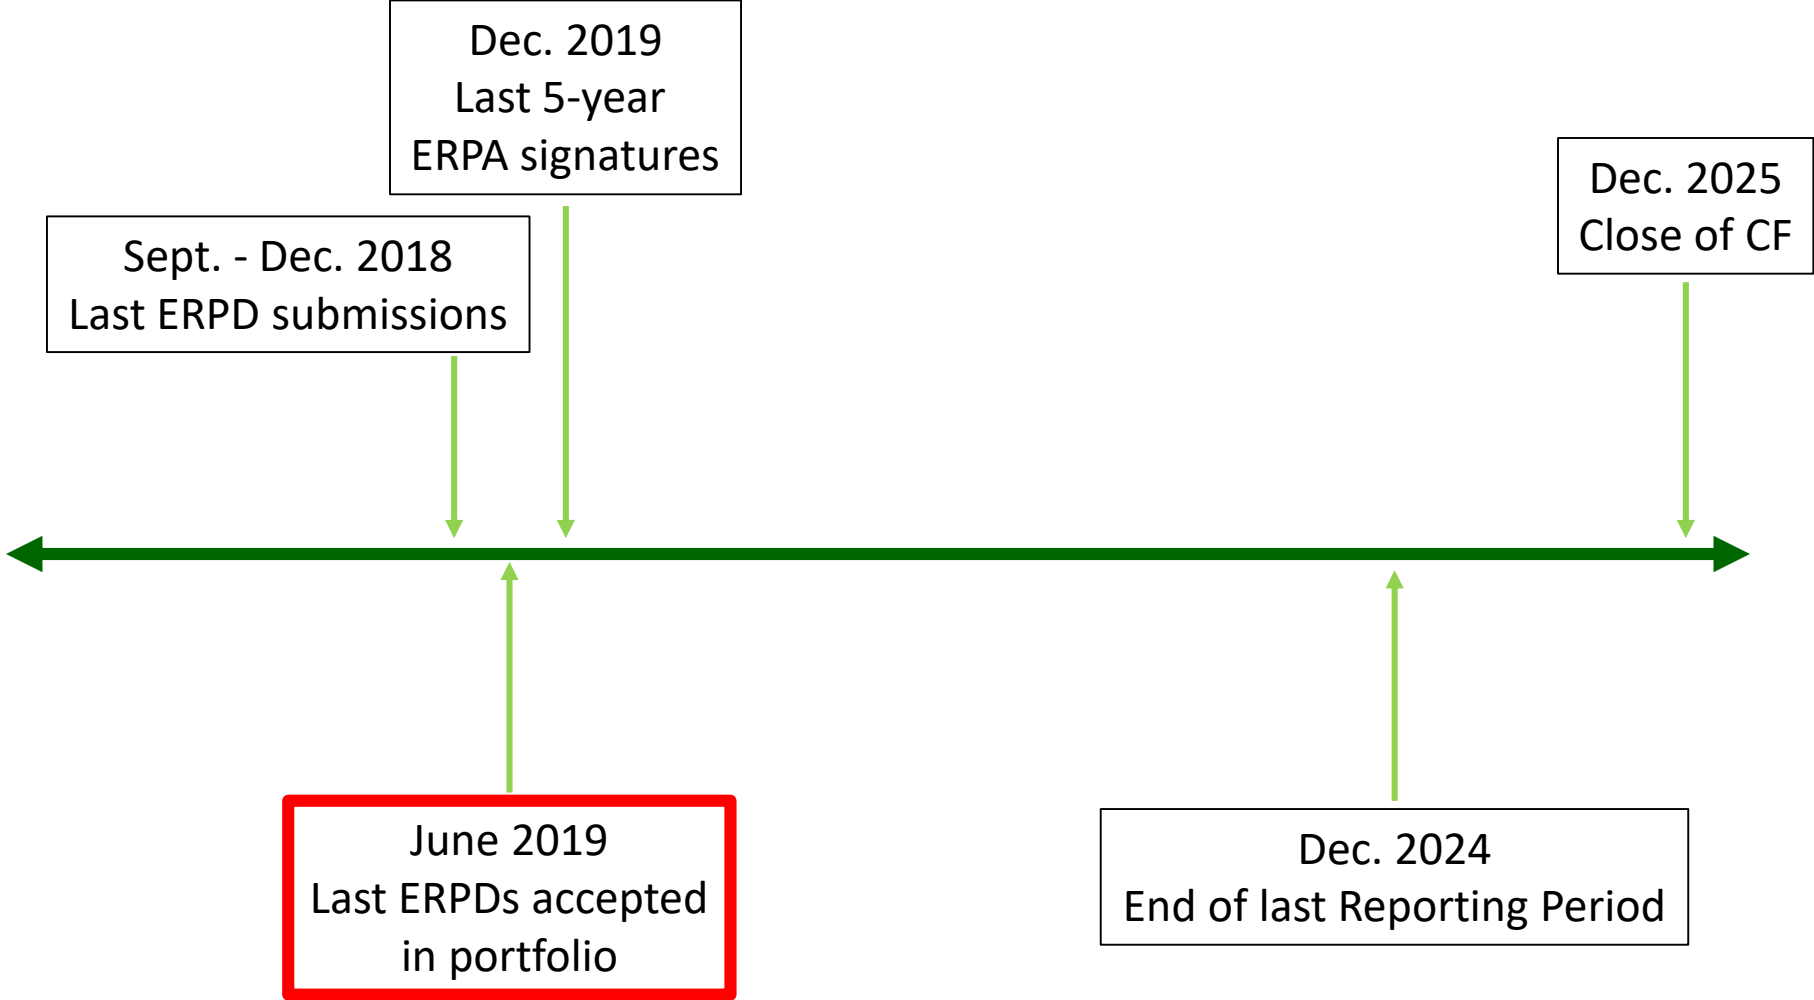 Dec. 2019
Last 5-year
ERPA signatures
Dec. 2025
Close of CF
Sept. - Dec. 2018
Last ERPD submissions
June 2019
Last ERPDs accepted
in portfolio
Dec. 2024
End of last Reporting Period